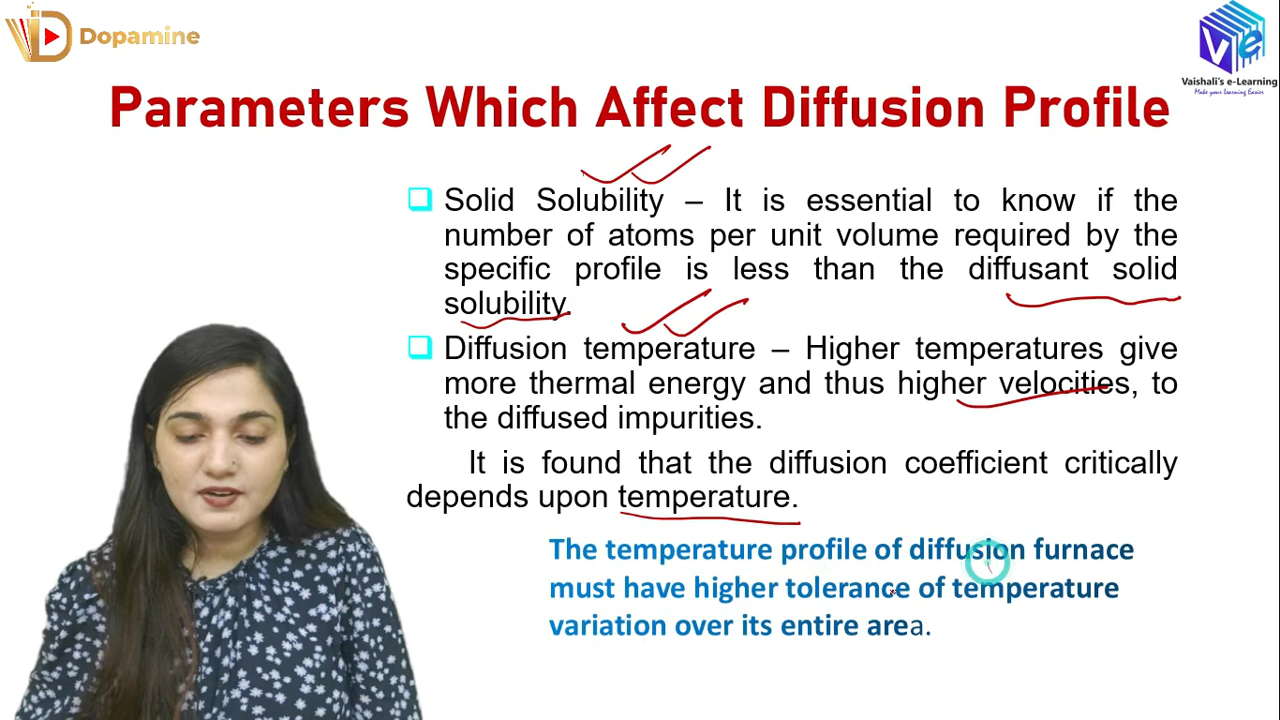 Dopamine
Vaishali's e-Learning
Make your Learning Easier
Parameters Which Affect Diffusion Profile
Solid Solubility – It is essential to know if the
number of atoms per unit volume required by the
specific profile is less than the diffusant solid
solubility.
Diffusion temperature – Higher temperatures give
more thermal energy and thus higher velocities, to
the diffused impurities.
It is found that the diffusion coefficient critically
depends upon temperature.
The temperature profile of diffusion furnace
must have higher tolerance of temperature
variation over its entire area.